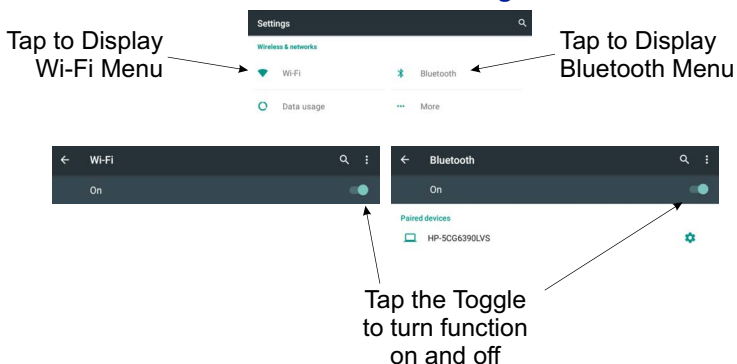 Settings
Tap to Display
Wi-Fi Menu
Wireless & networks
Wi-Fi
Bluetooth
Data usage
More
Tap to Display
Bluetooth Menu
Wi-Fi
On
Bluetooth
On
Paired devices
HP-5CG6390LVS
Tap the Toggle
to turn function
on and off